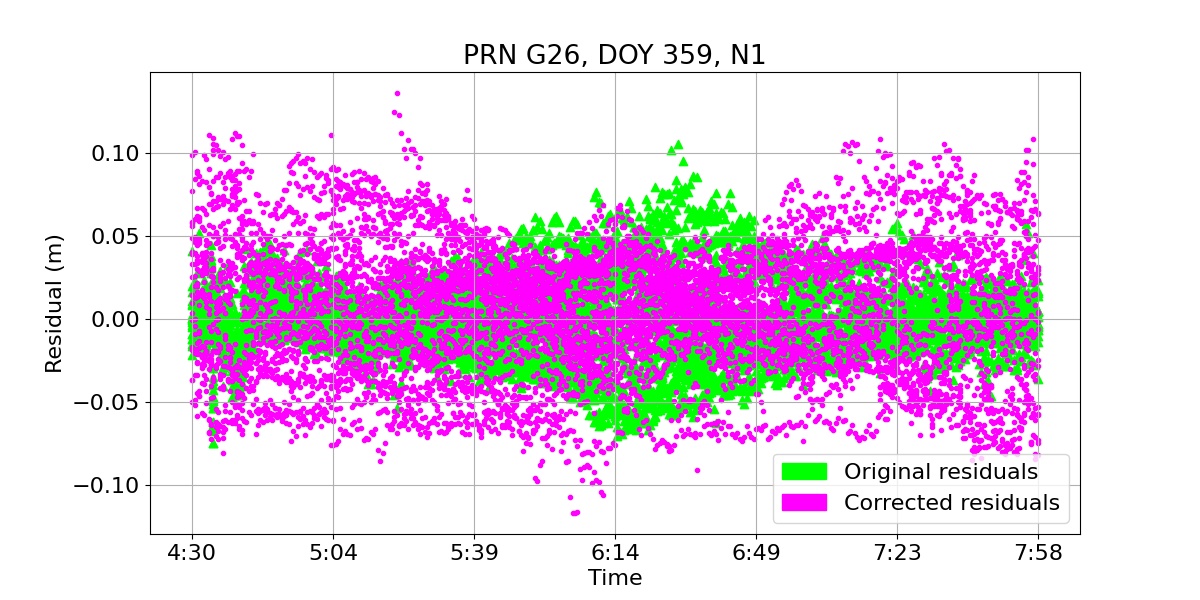 PRN G26, DOY 359, N1
Residual (m)
0.10
0.05
0.00
−0.05
−0.10
Original residuals
Corrected residuals
4:30 5:04 5:39 6:14 6:49 7:23 7:58
Time